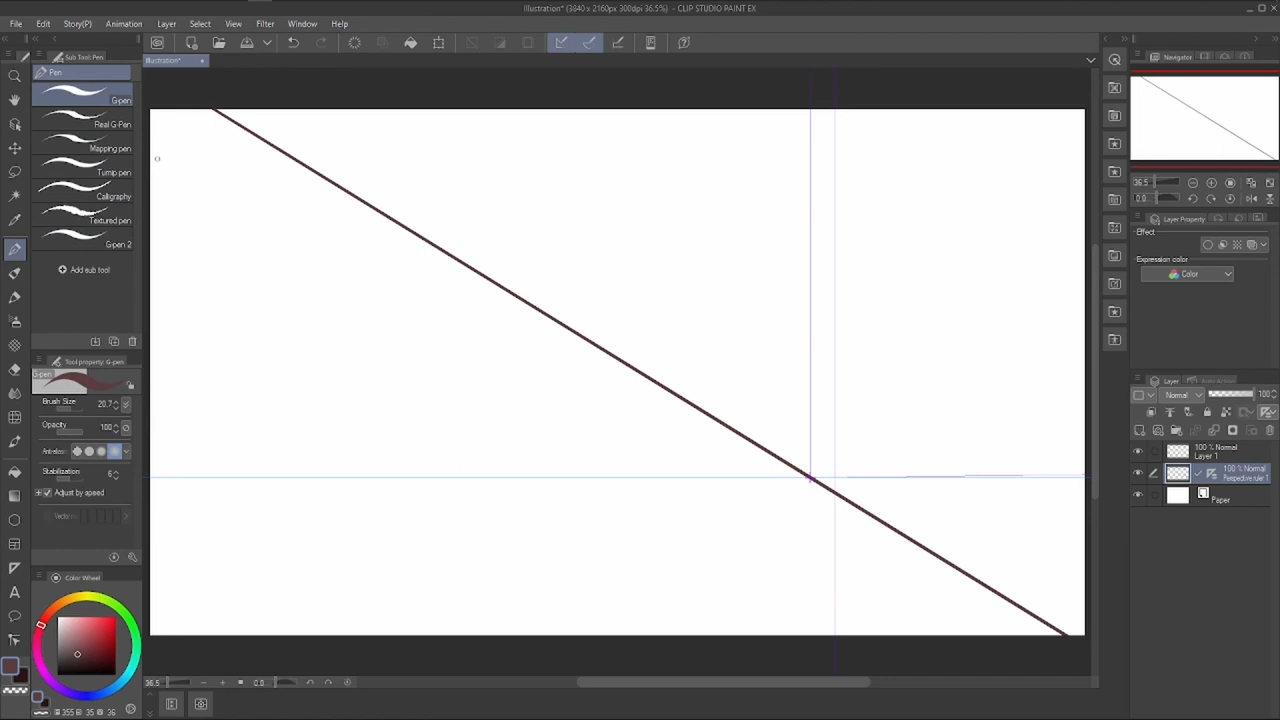 Illustration* (3840 x 2160px 300dpi 36.5%) - CLIP STUDIO PAINT EX
File Edit Story(P) Animation Layer Select View Filter Window Help
Sub Tool: Pen
Illustration*
Navigator
Pen
G-pen
Real G-Pen
Mapping pen
Turnip pen
Calligraphy
Textured pen
G-pen 2
Add sub tool
36.5
0.0
Layer Property
Effect
Expression color
Color
Tool property: G-pen
G-pen
Brush Size 20.7
Opacity 100
Stabilization 6
Adjust by speed
Layer
Normal 100
100 % Normal
Layer 1
100 % Normal
Perspective ruler 1
Paper
Color Wheel
36.5 0.0
355 35 36